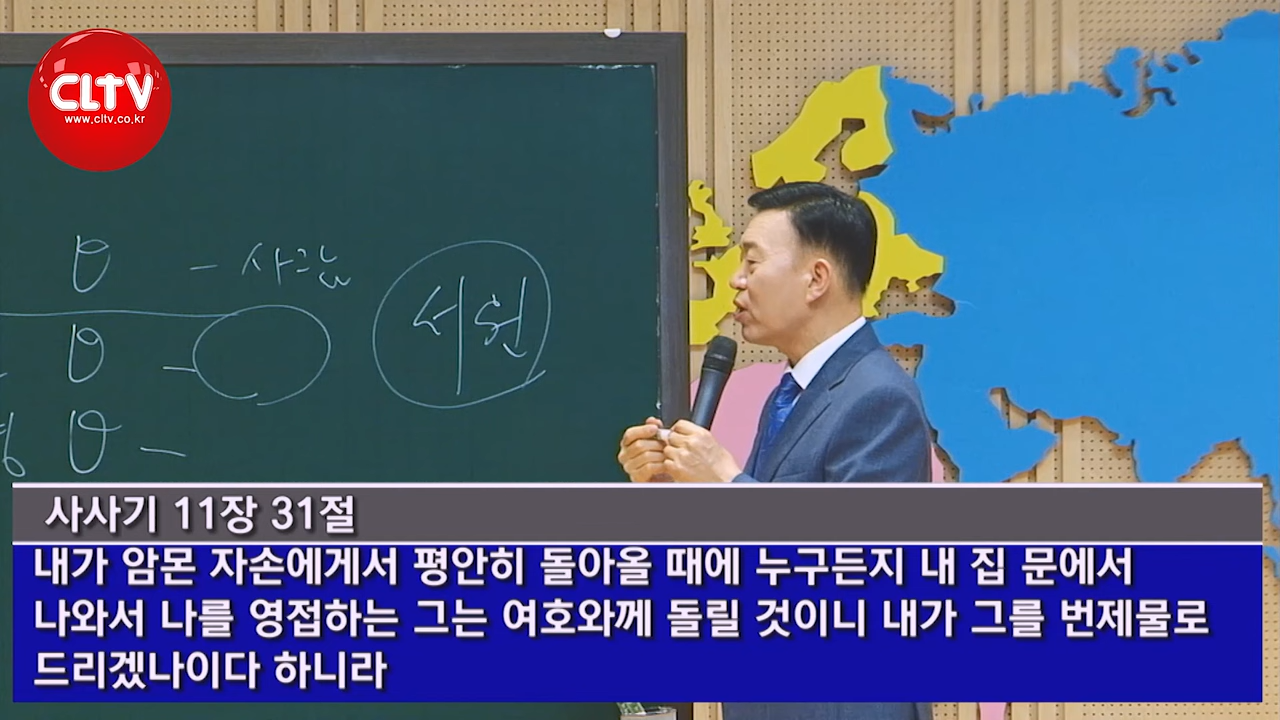 CLTV
www.cltv.co.kr
사람
서원
사사기 11장 31절
내가 암몬 자손에게서 평안히 돌아올 때에 누구든지 내 집 문에서
나와서 나를 영접하는 그는 여호와께 돌릴 것이니 내가 그를 번제물로
드리겠나이다 하니라